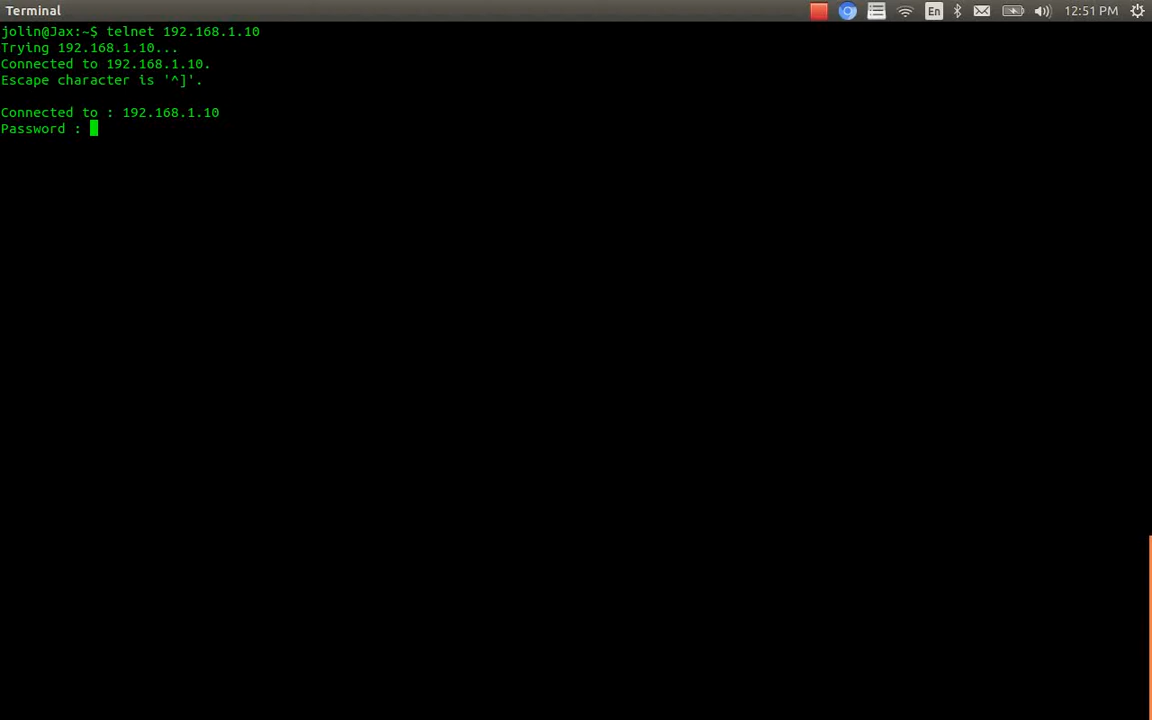 Terminal
En
12:51 PM
jolin@Jax:~$ telnet 192.168.1.10
Trying 192.168.1.10...
Connected to 192.168.1.10.
Escape character is '^]'.
Connected to : 192.168.1.10
Password :